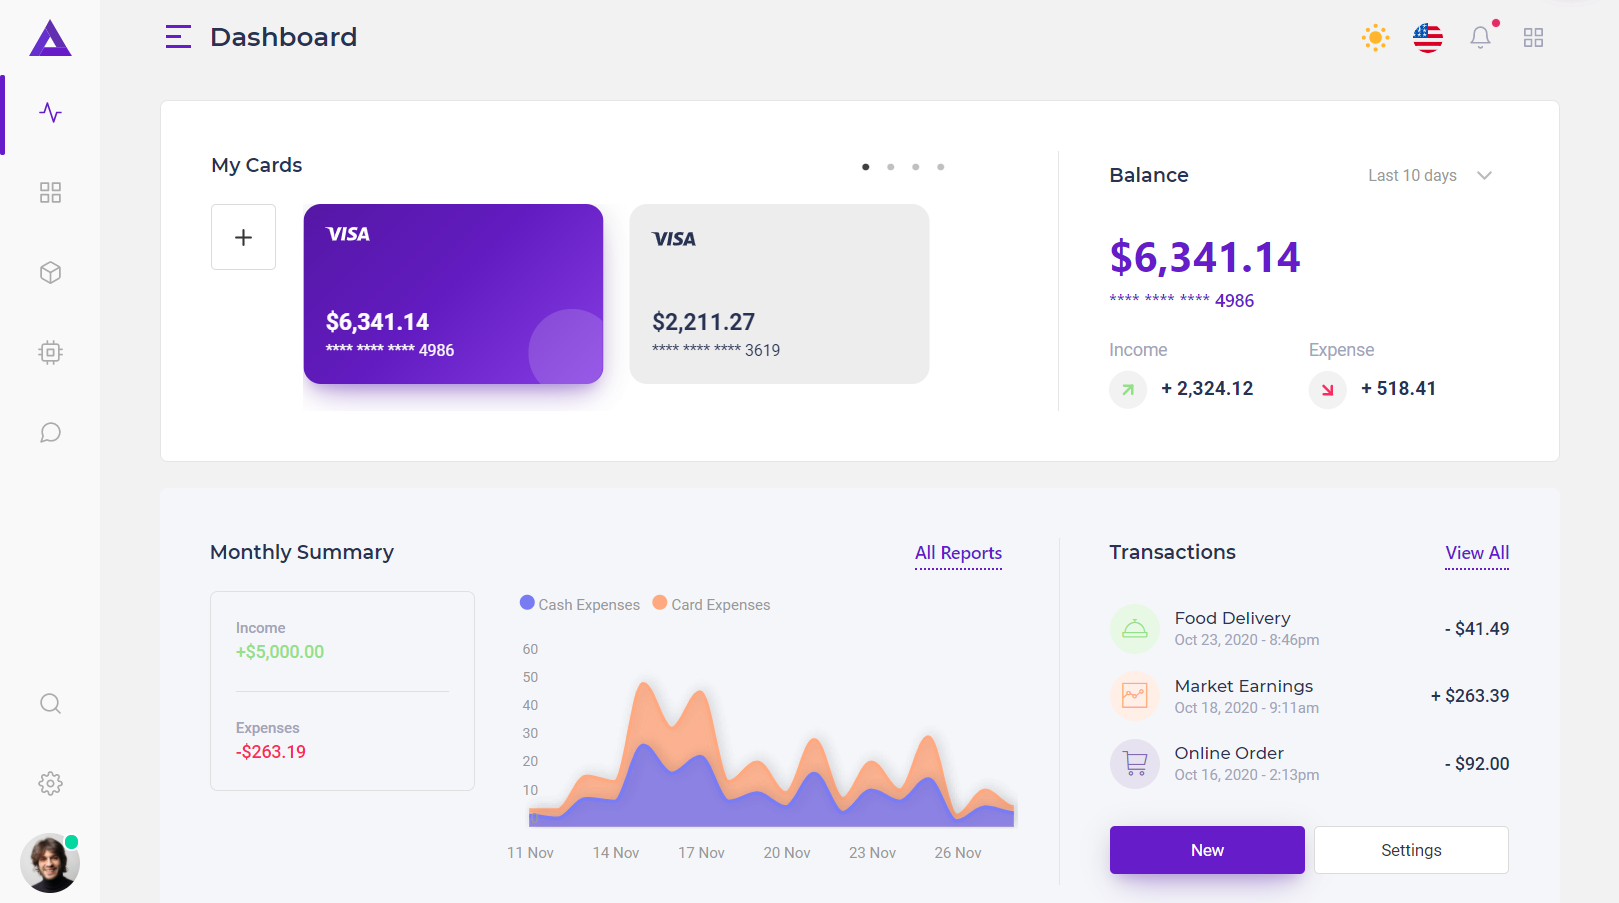 Dashboard
My Cards
+
VISA
$6,341.14
**** **** **** 4986
VISA
$2,211.27
**** **** **** 3619
Balance
Last 10 days
$6,341.14
**** **** **** 4986
Income
+ 2,324.12
Expense
+ 518.41
Monthly Summary
All Reports
Income
+$5,000.00
Expenses
-$263.19
Cash Expenses
Card Expenses
60
50
40
30
20
10
0
11 Nov
14 Nov
17 Nov
20 Nov
23 Nov
26 Nov
Transactions
View All
Food Delivery
Oct 23, 2020 - 8:46pm
- $41.49
Market Earnings
Oct 18, 2020 - 9:11am
+ $263.39
Online Order
Oct 16, 2020 - 2:13pm
- $92.00
New
Settings